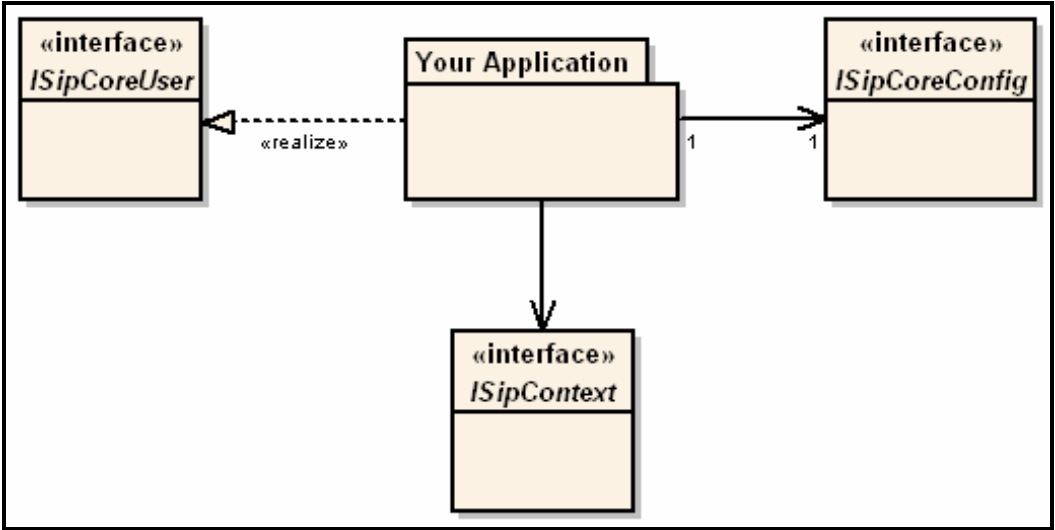 «interface»
ISipCoreUser
Your Application
«interface»
ISipCoreConfig
«realize»
1
1
«interface»
ISipContext